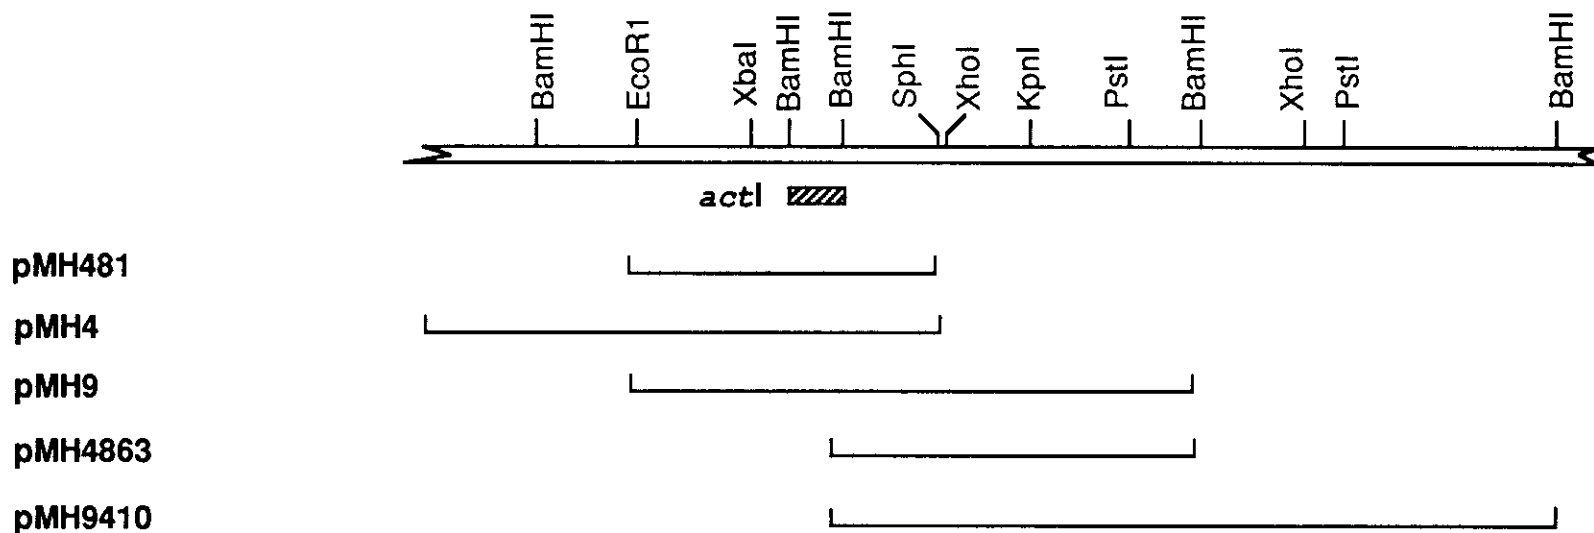 BamHI
EcoR1
XbaI
BamHI
BamHI
SphI
XhoI
KpnI
PstI
BamHI
XhoI
PstI
BamHI
actI
pMH481
pMH4
pMH9
pMH4863
pMH9410